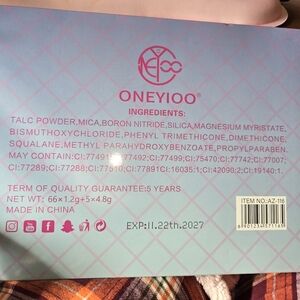 ONEYIOO®
INGREDIENTS:
TALC POWDER,MICA,BORON NITRIDE,SILICA,MAGNESIUM MYRISTATE,
BISMUTHOXYCHLORIDE,PHENYL TRIMETHICONE,DIMETHICONE,
SQUALANE,METHYL PARAHYDROXYBENZOATE,PROPYLPARABEN.
MAY CONTAIN:CI:77491,CI:77492;CI:77499;CI:75470;CI:77742;CI:77007;
CI:77289;CI:77288;CI:77510;CI:77891CI:16035;1;CI:42090;2;CI:19140:1.
TERM OF QUALITY GUARANTEE:5 YEARS
NET WT: 66×1.2g+5×4.8g
MADE IN CHINA
ITEM NO.:AZ-116
EXP:11.22th.2027